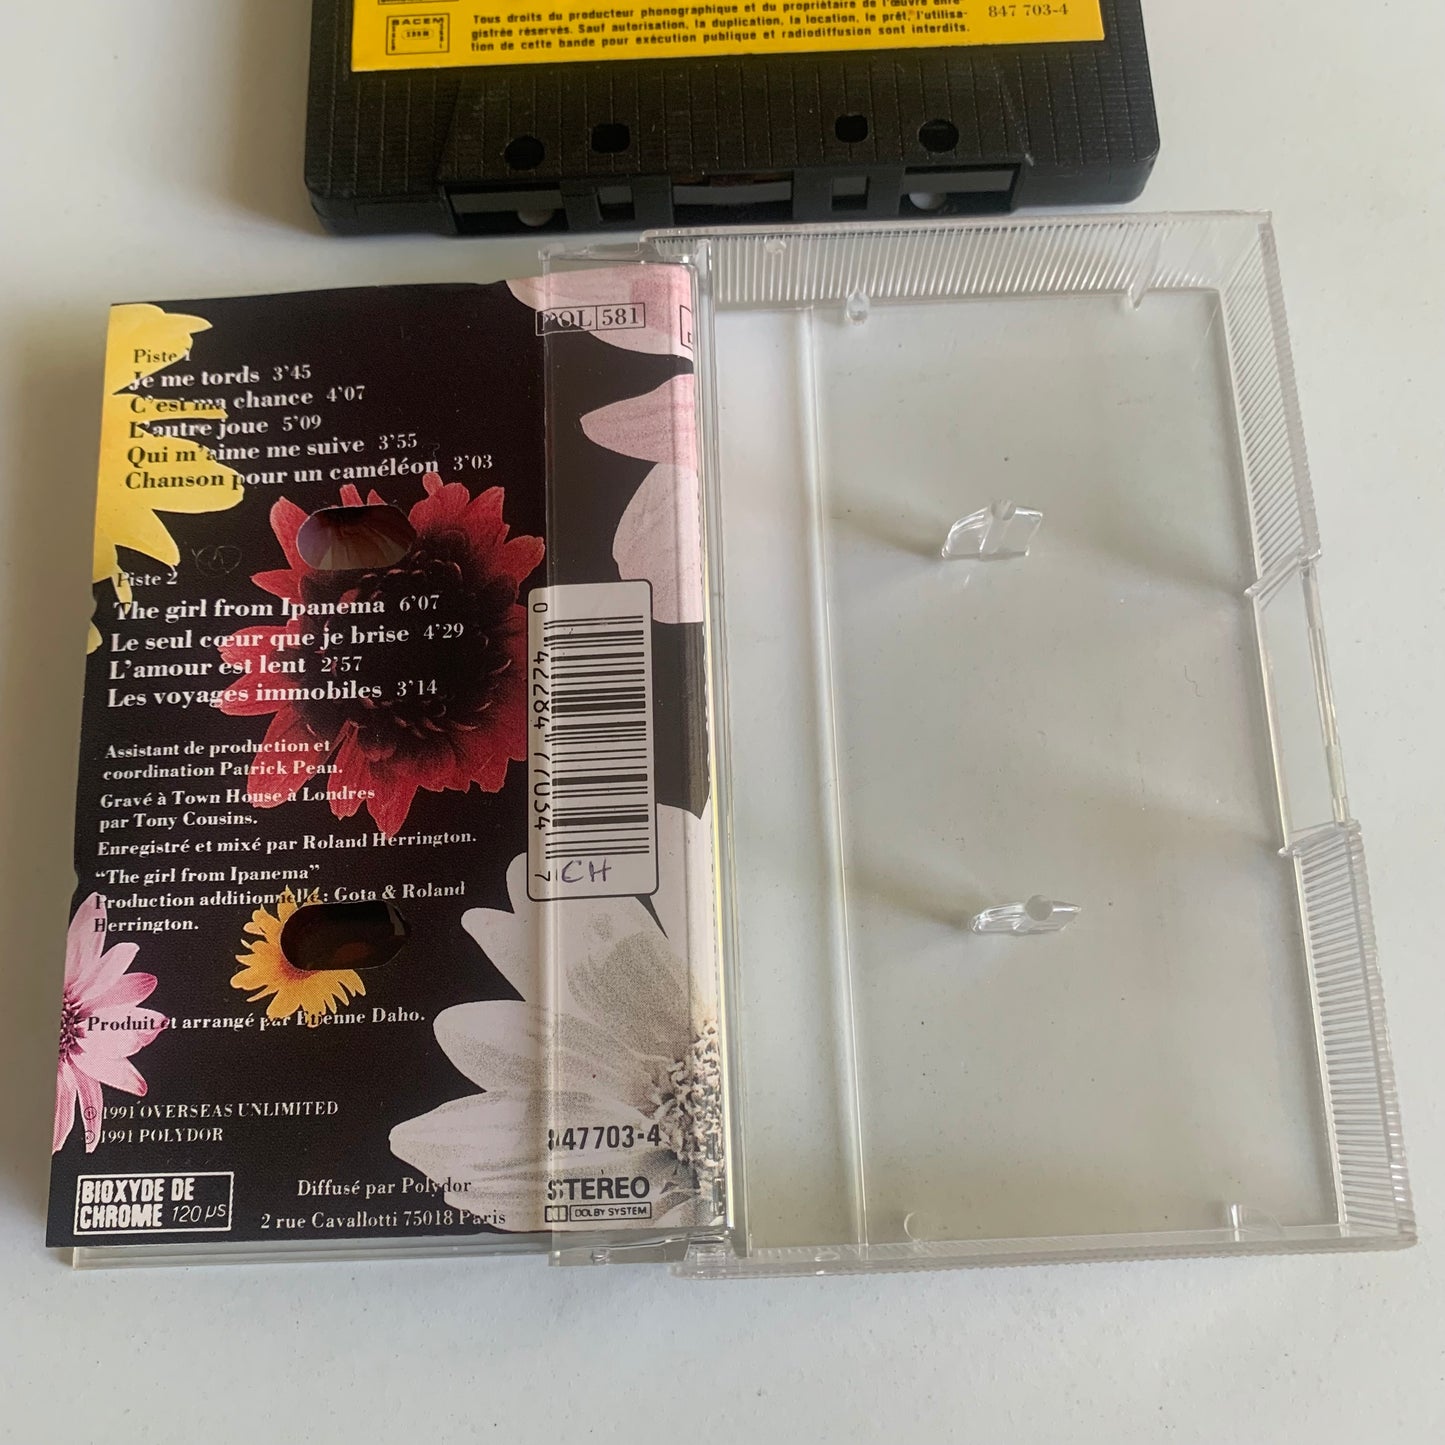 SACEM
Tous droits du producteur phonographique et du propriétaire de l'œuvre enre-
gistrée réservés. Sauf autorisation, la duplication, la location, le prêt, l'utilisa-
tion de cette bande pour exécution publique et radiodiffusion sont interdits.
847 703-4
POL 581
Piste 1
Je me tords 3'45
C'est ma chance 4'07
L'autre joue 5'09
Qui m'aime me suive 3'55
Chanson pour un caméléon 3'03
Piste 2
The girl from Ipanema 6'07
Le seul cœur que je brise 4'29
L'amour est lent 2'57
Les voyages immobiles 3'14
Assistant de production et
coordination Patrick Pean.
Gravé à Town House à Londres
par Tony Cousins.
Enregistré et mixé par Roland Herrington.
“The girl from Ipanema”
Production additionnelle : Gota & Roland
Herrington.
Produit et arrangé par Etienne Daho.
℗ 1991 OVERSEAS UNLIMITED
© 1991 POLYDOR
BIOXYDE DE
CHROME 120 µS
Diffusé par Polydor
2 rue Cavallotti 75018 Paris
0 42284 77034 7
CH
847703-4
STEREO
DOLBY SYSTEM